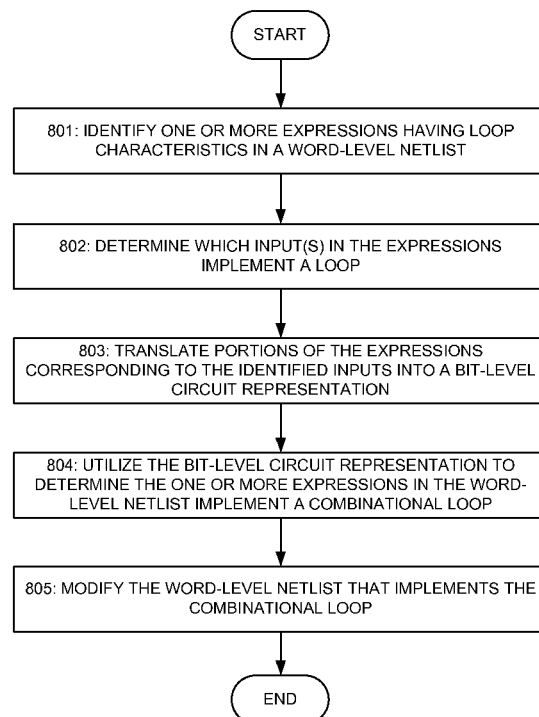 START
801: IDENTIFY ONE OR MORE EXPRESSIONS HAVING LOOP
CHARACTERISTICS IN A WORD-LEVEL NETLIST
802: DETERMINE WHICH INPUT(S) IN THE EXPRESSIONS
IMPLEMENT A LOOP
803: TRANSLATE PORTIONS OF THE EXPRESSIONS
CORRESPONDING TO THE IDENTIFIED INPUTS INTO A BIT-LEVEL
CIRCUIT REPRESENTATION
804: UTILIZE THE BIT-LEVEL CIRCUIT REPRESENTATION TO
DETERMINE THE ONE OR MORE EXPRESSIONS IN THE WORD-
LEVEL NETLIST IMPLEMENT A COMBINATIONAL LOOP
805: MODIFY THE WORD-LEVEL NETLIST THAT IMPLEMENTS THE
COMBINATIONAL LOOP
END